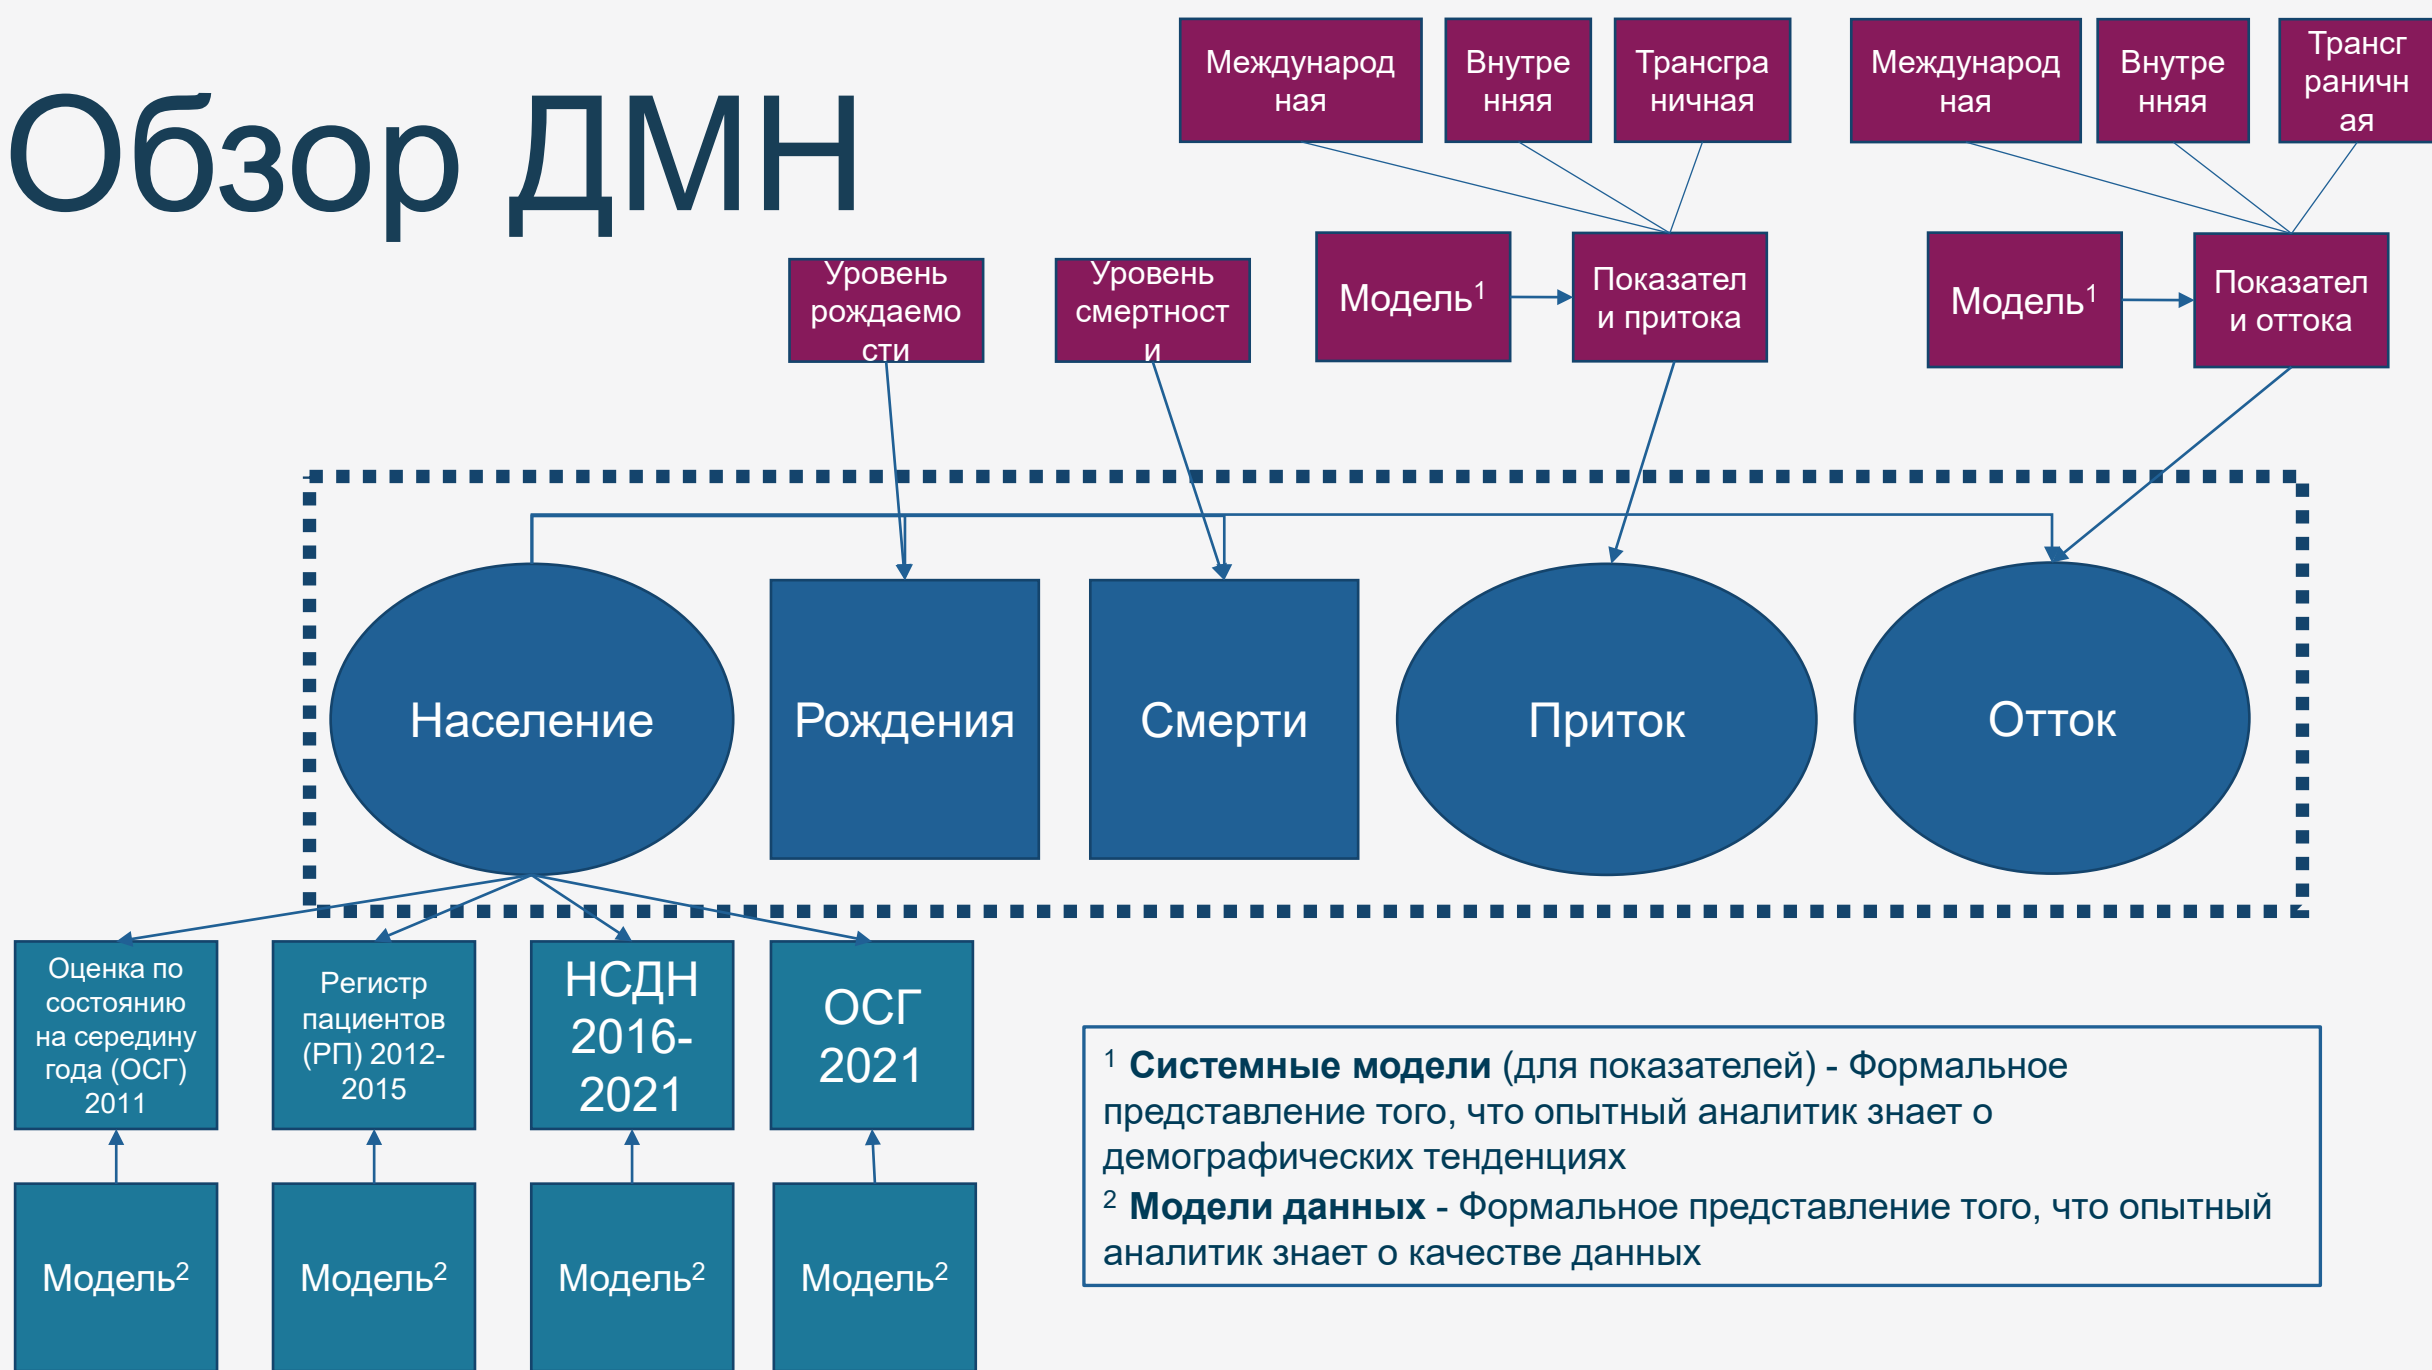 Обзор ДМН
Международ
ная
Внутре
нняя
Трансгра
ничная
Международ
ная
Внутре
нняя
Трансг
раничн
ая
Уровень
рождаемо
сти
Уровень
смертност
и
Модель1
Показател
и притока
Модель1
Показател
и оттока
Население
Рождения
Смерти
Приток
Отток
Оценка по
состоянию
на середину
года (ОСГ)
2011
Регистр
пациентов
(РП) 2012-
2015
НСДН
2016-
2021
ОСГ
2021
Модель2
Модель2
Модель2
Модель2
1 Системные модели (для показателей) - Формальное
представление того, что опытный аналитик знает о
демографических тенденциях
2 Модели данных - Формальное представление того, что опытный
аналитик знает о качестве данных